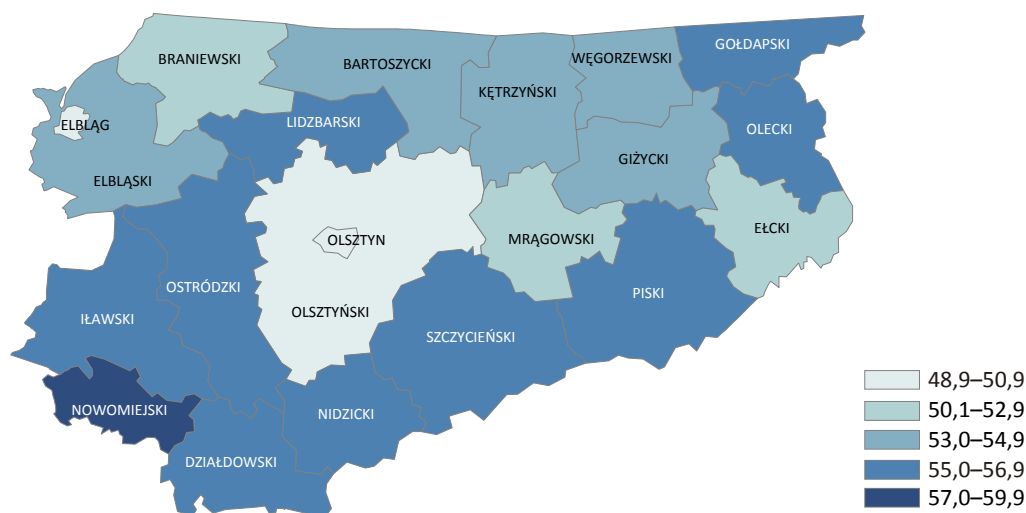 GOŁDAPSKI
BRANIEWSKI
WĘGORZEWSKI
BARTOSZYCKI
KĘTRZYŃSKI
ELBLĄG
LIDZBARSKI
OLECKI
GIŻYCKI
ELBLĄSKI
EŁCKI
OLSZTYN
MRĄGOWSKI
OSTRÓDZKI
PISKI
OLSZTYŃSKI
IŁAWSKI
SZCZYCIEŃSKI
NOWOMIEJSKI
NIDZICKI
DZIAŁDOWSKI
48,9–50,9
50,1–52,9
53,0–54,9
55,0–56,9
57,0–59,9